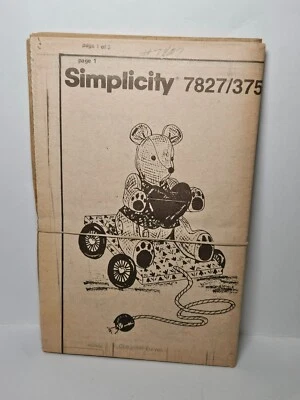 page 1 of 2
# 7827
page 1
Simplicity® 7827/375